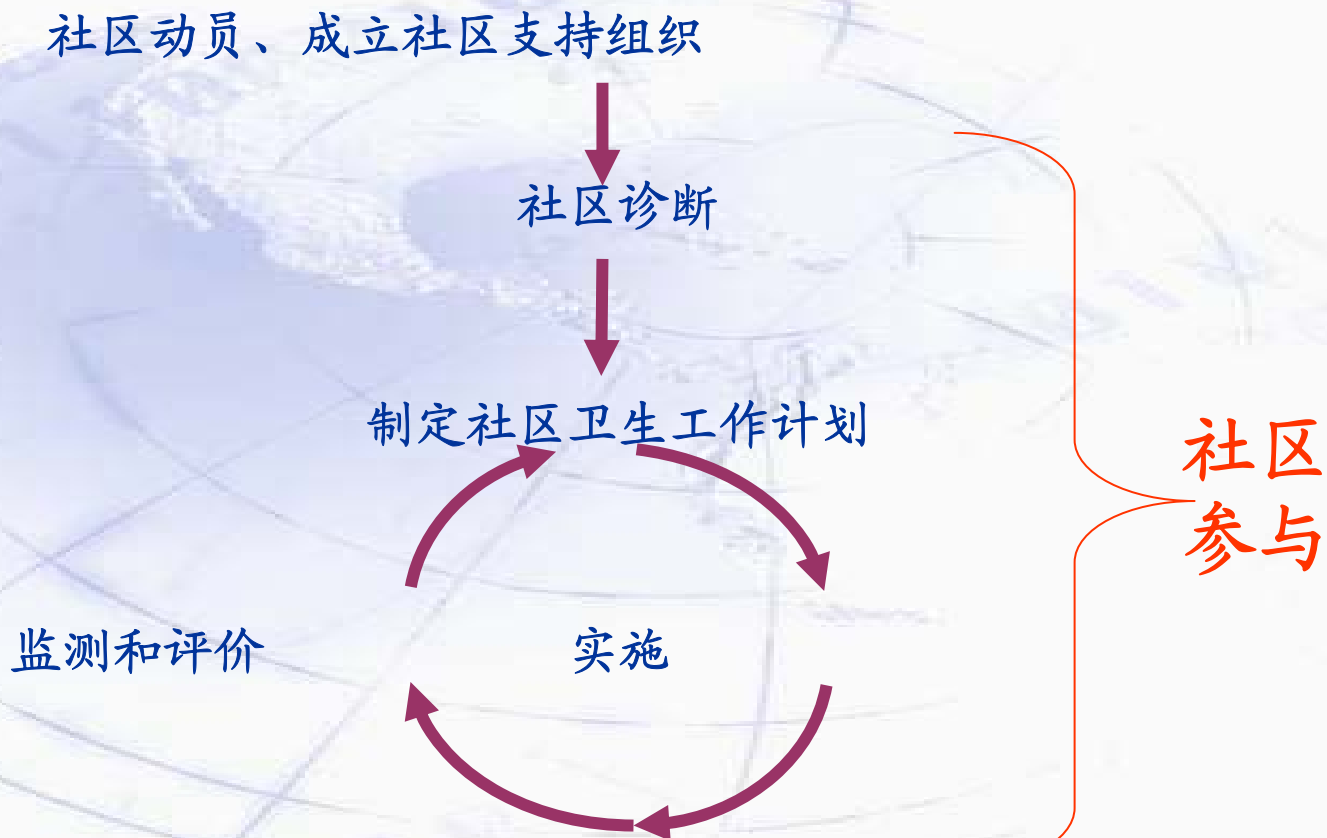 社区动员、成立社区支持组织
社区诊断
制定社区卫生工作计划
社区
参与
监测和评价
实施